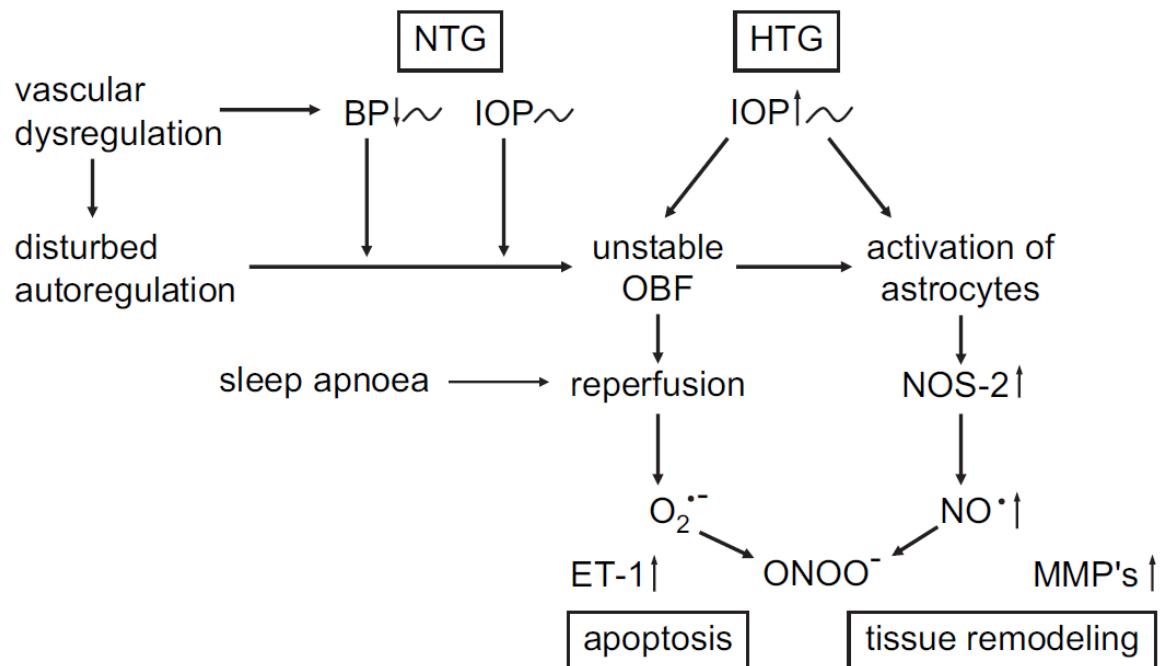 NTG HTG
vascular
dysregulation
BP↓ IOP IOP↑
disturbed
autoregulation
unstable
OBF
activation of
astrocytes
sleep apnoea reperfusion NOS-2↑
O₂•⁻ NO•↑
ET-1↑ ONOO⁻ MMP's↑
apoptosis tissue remodeling